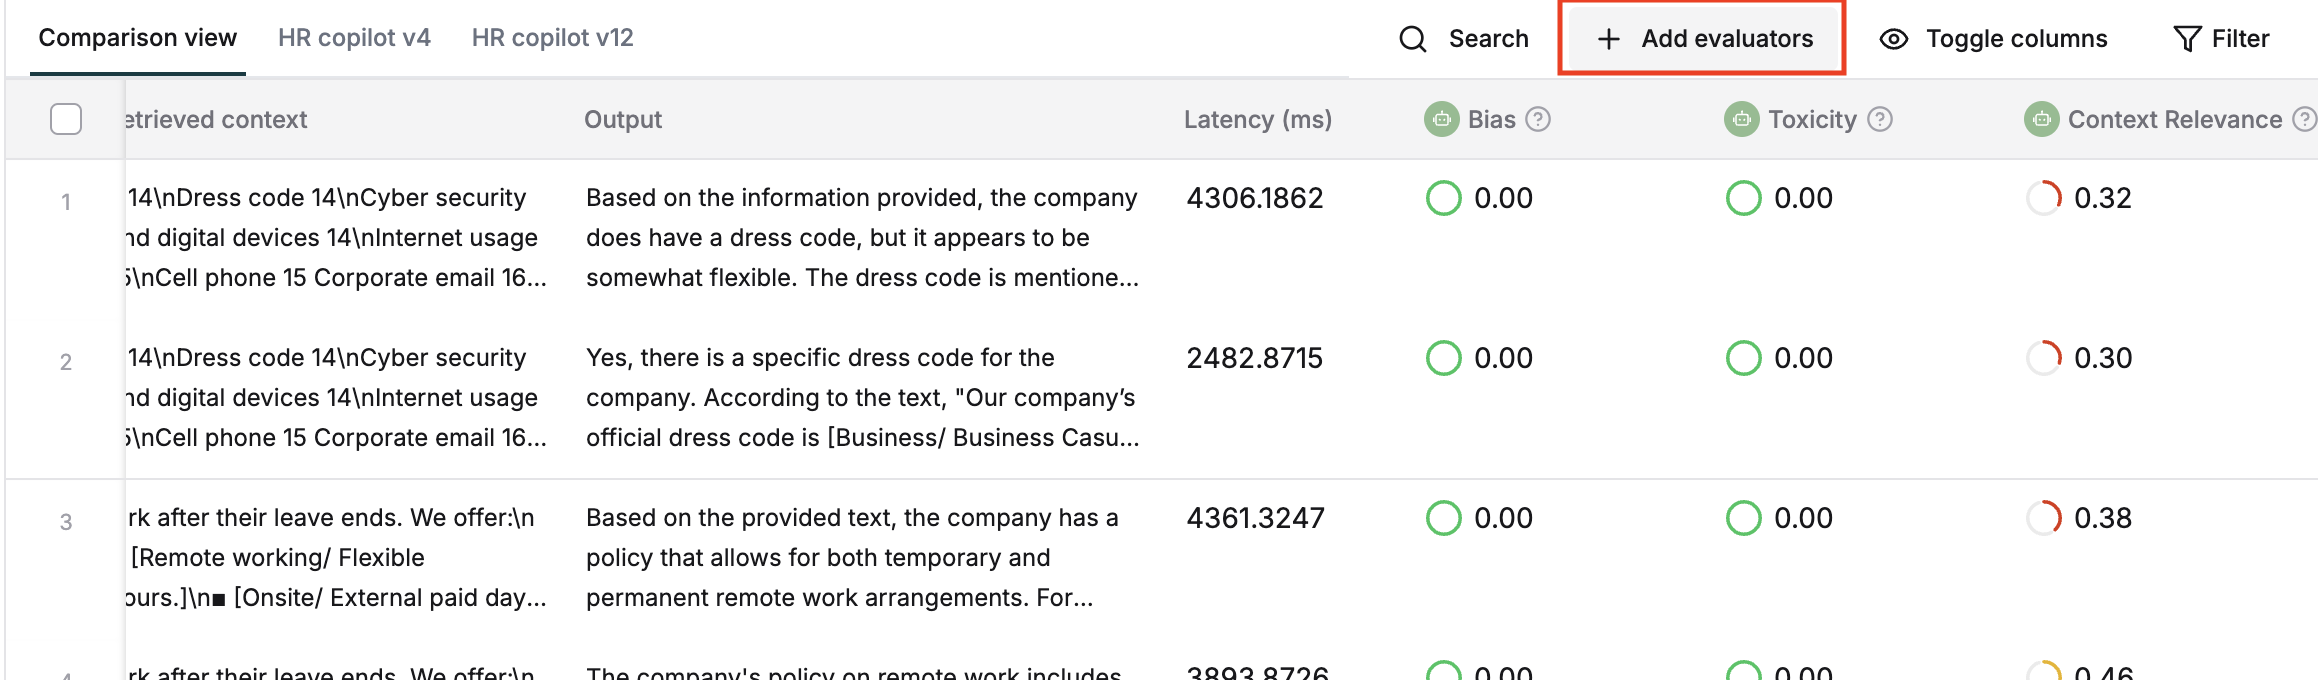 Comparison view HR copilot v4 HR copilot v12 Search + Add evaluators Toggle columns Filter
etrieved context Output Latency (ms) Bias ? Toxicity ? Context Relevance ?
1 14\nDress code 14\nCyber security Based on the information provided, the company 4306.1862 0.00 0.00 0.32
nd digital devices 14\nInternet usage does have a dress code, but it appears to be
5\nCell phone 15 Corporate email 16... somewhat flexible. The dress code is mentione...
2 14\nDress code 14\nCyber security Yes, there is a specific dress code for the 2482.8715 0.00 0.00 0.30
nd digital devices 14\nInternet usage company. According to the text, "Our company’s
5\nCell phone 15 Corporate email 16... official dress code is [Business/ Business Casu...
3 rk after their leave ends. We offer:\n Based on the provided text, the company has a 4361.3247 0.00 0.00 0.38
[Remote working/ Flexible policy that allows for both temporary and
ours.]\n■ [Onsite/ External paid day... permanent remote work arrangements. For...
4 rk after their leave ends. We offer:\n The company's policy on remote work includes 3893.8726 0.00 0.00 0.46